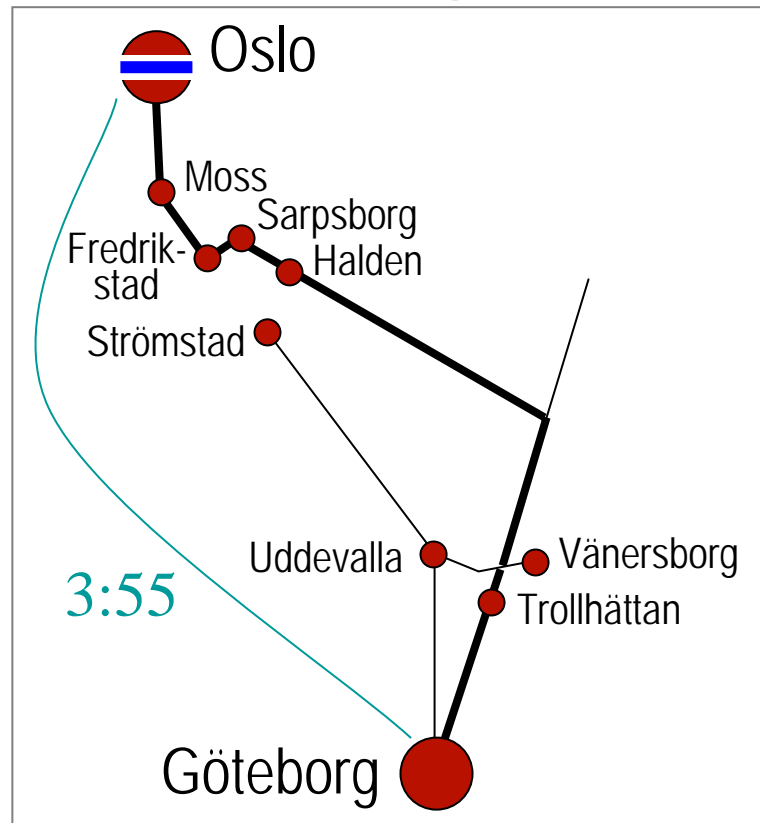 Oslo
Moss
Sarpsborg
Fredrik-
stad
Halden
Strömstad
Uddevalla
Vänersborg
3:55
Trollhättan
Göteborg